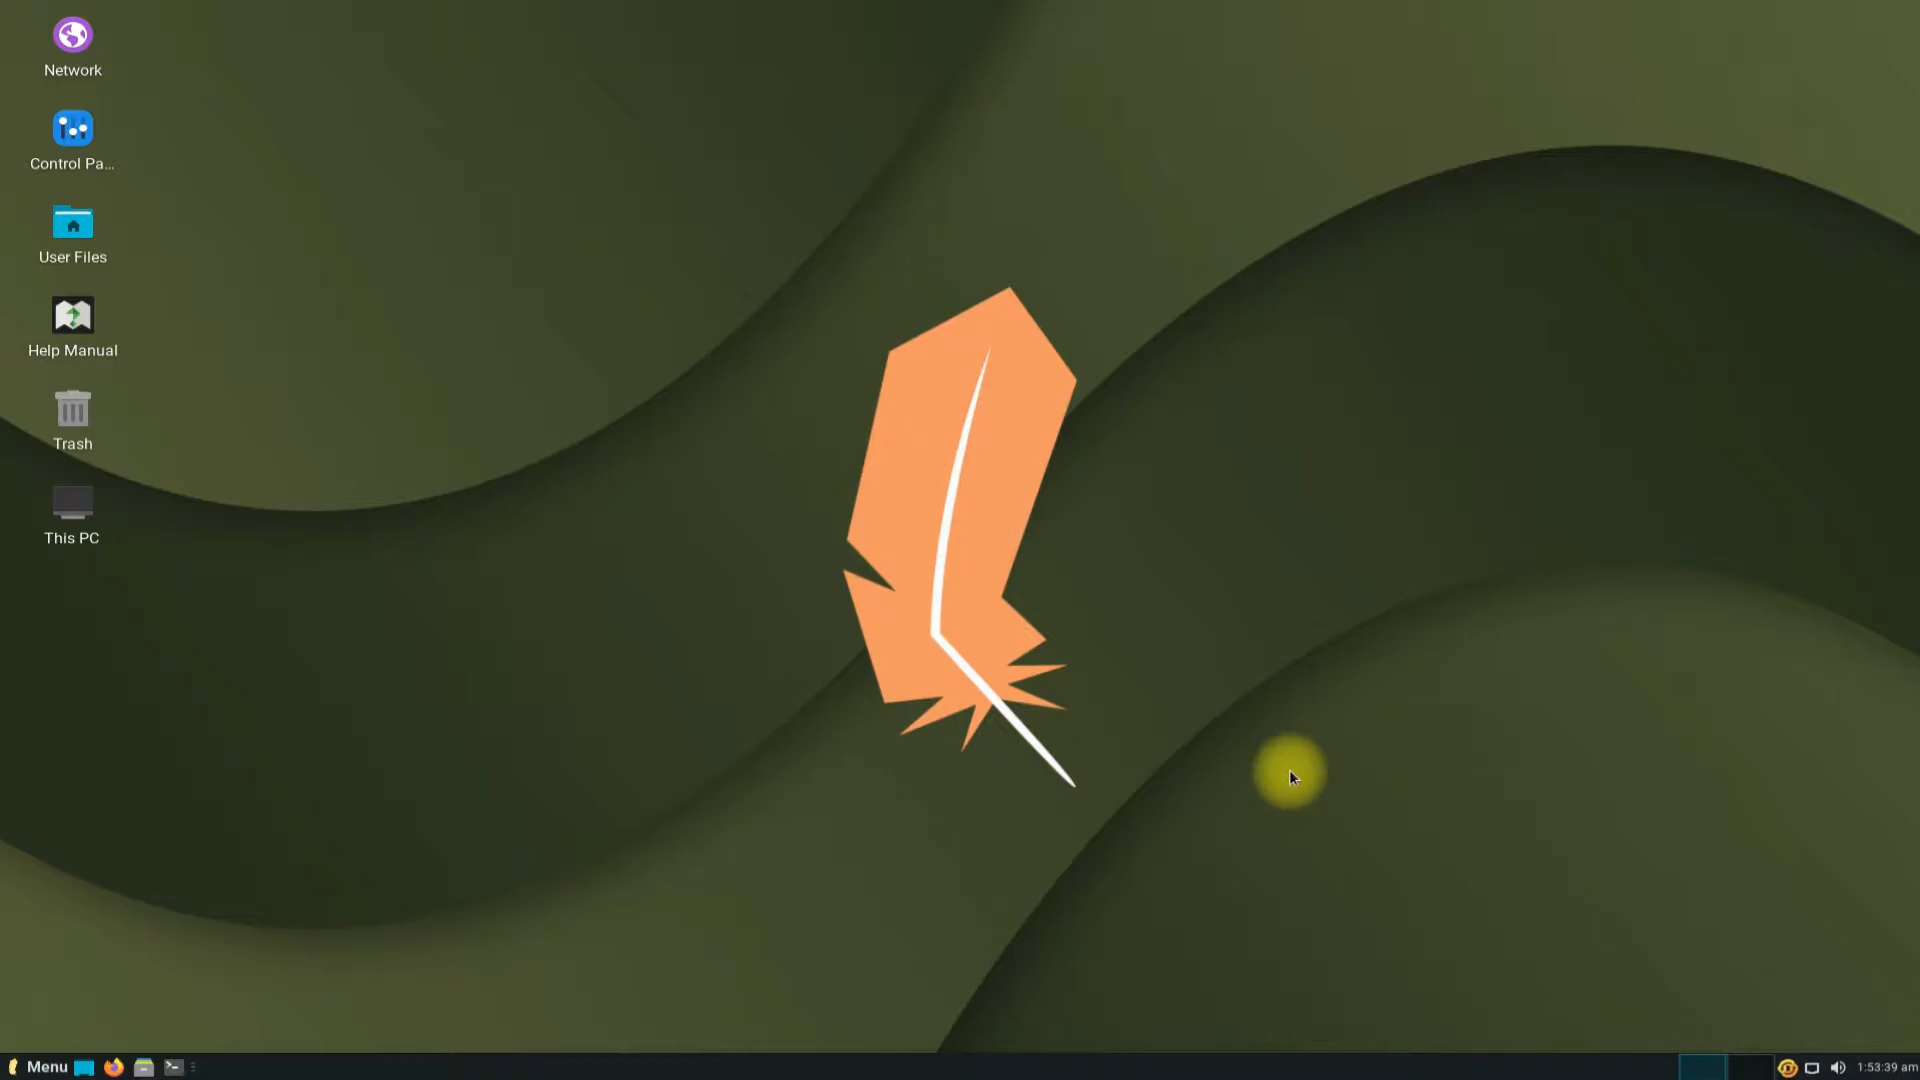 Network
Control Pa...
User Files
Help Manual
Trash
This PC
Menu
1:53:39 am